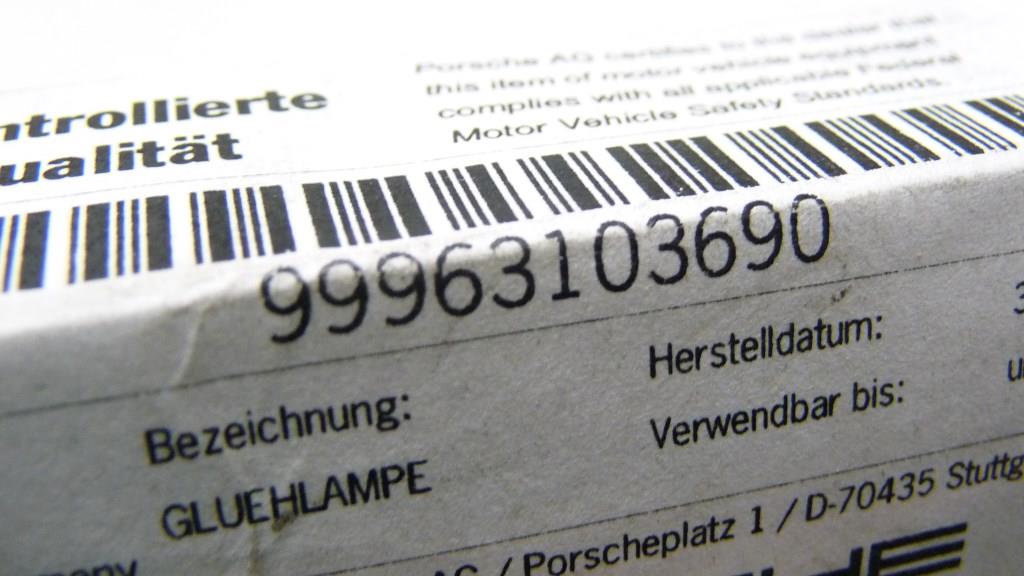 ntrollierte
ualität
Porsche AG certifies to the dealer that
this item of motor vehicle equipment
complies with all applicable Federal
Motor Vehicle Safety Standards.
99963103690
Bezeichnung:
GLUEHLAMPE
Herstelldatum:
Verwendbar bis:
AG / Porscheplatz 1 / D-70435 Stuttg
many